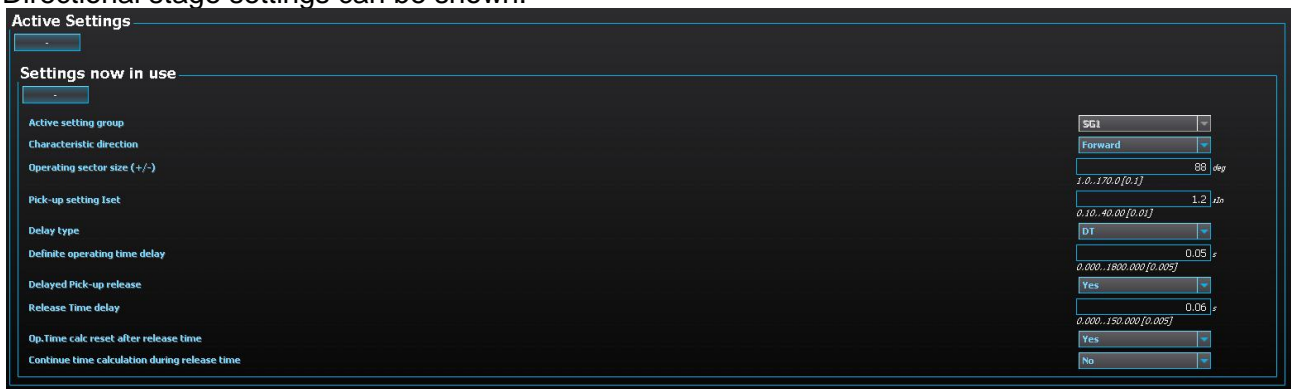 Directional stage settings can be shown.
Active Settings
-
Settings now in use
-
Active setting group SG1
Characteristic direction Forward
Operating sector size (+/-) 88 deg
1.0..170.0 [0.1]
Pick-up setting Iset 1.2 xIn
0.10..40.00 [0.01]
Delay type DT
Definite operating time delay 0.05 s
0.000..1800.000 [0.005]
Delayed Pick-up release Yes
Release Time delay 0.06 s
0.000..150.000 [0.005]
Op.Time calc reset after release time Yes
Continue time calculation during release time No